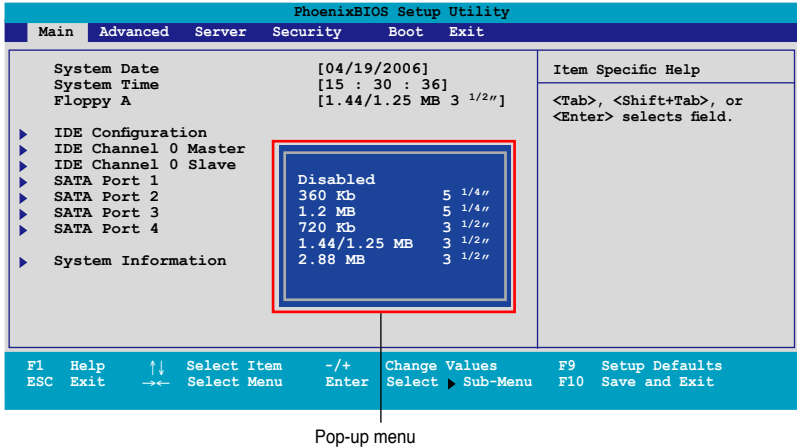 PhoenixBIOS Setup Utility
Main Advanced Server Security Boot Exit
System Date [04/19/2006]
System Time [15 : 30 : 36]
Floppy A [1.44/1.25 MB 3 1/2"]
IDE Configuration
IDE Channel 0 Master
IDE Channel 0 Slave
SATA Port 1
SATA Port 2
SATA Port 3
SATA Port 4
System Information
Disabled
360 Kb 5 1/4"
1.2 MB 5 1/4"
720 Kb 3 1/2"
1.44/1.25 MB 3 1/2"
2.88 MB 3 1/2"
Item Specific Help
<Tab>, <Shift+Tab>, or
<Enter> selects field.
F1 Help ↑↓ Select Item -/+ Change Values F9 Setup Defaults
ESC Exit →← Select Menu Enter Select ▶ Sub-Menu F10 Save and Exit
Pop-up menu